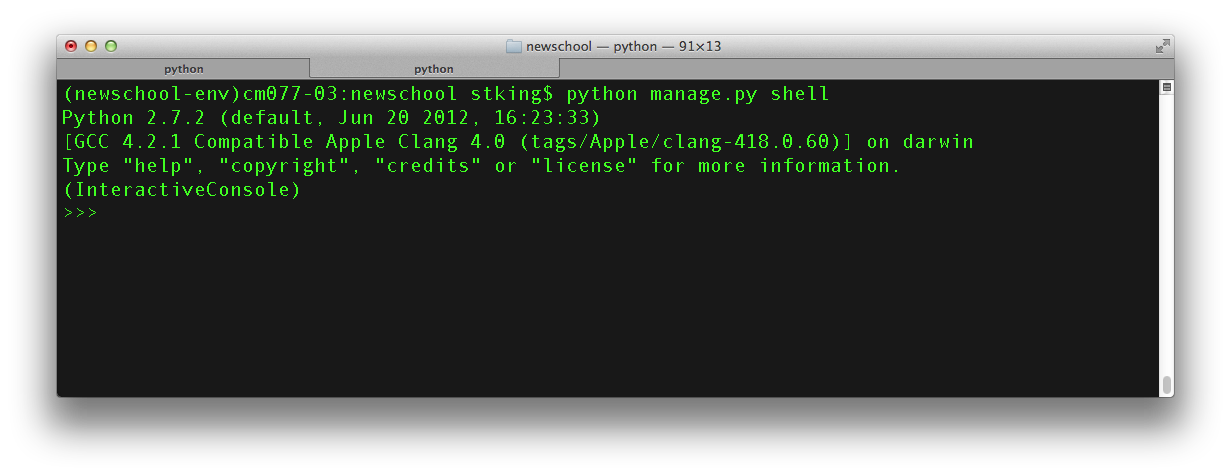 newschool — python — 91×13
python python
(newschool-env)cm077-03:newschool stking$ python manage.py shell
Python 2.7.2 (default, Jun 20 2012, 16:23:33)
[GCC 4.2.1 Compatible Apple Clang 4.0 (tags/Apple/clang-418.0.60)] on darwin
Type "help", "copyright", "credits" or "license" for more information.
(InteractiveConsole)
>>>